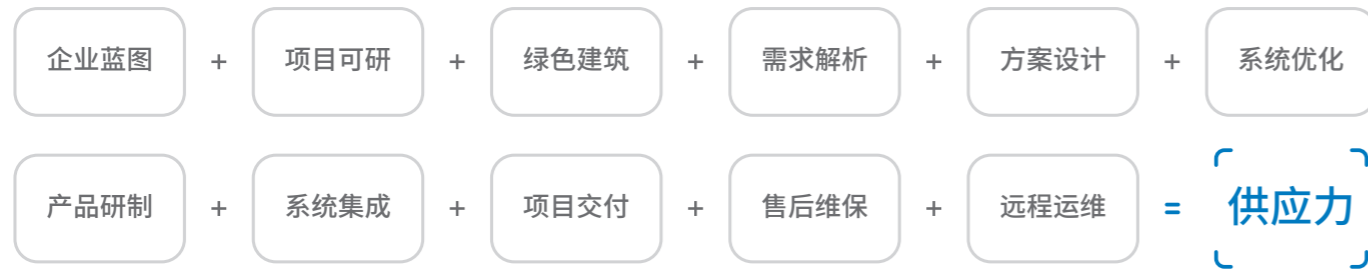 企业蓝图 + 项目可研 + 绿色建筑 + 需求解析 + 方案设计 + 系统优化
产品研制 + 系统集成 + 项目交付 + 售后维保 + 远程运维 = 供应力